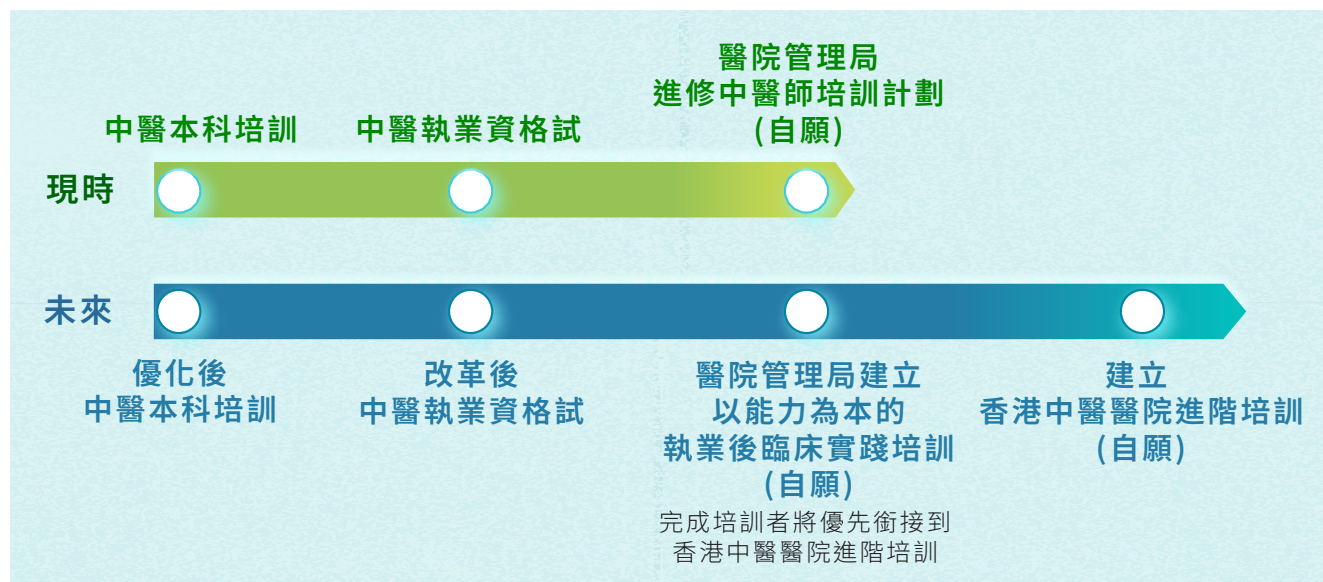 醫院管理局
進修中醫師培訓計劃
(自願)
中醫本科培訓
中醫執業資格試
現時
未來
優化後
中醫本科培訓
改革後
中醫執業資格試
醫院管理局建立
以能力為本的
執業後臨床實踐培訓
(自願)
完成培訓者將優先銜接到
香港中醫醫院進階培訓
建立
香港中醫醫院進階培訓
(自願)